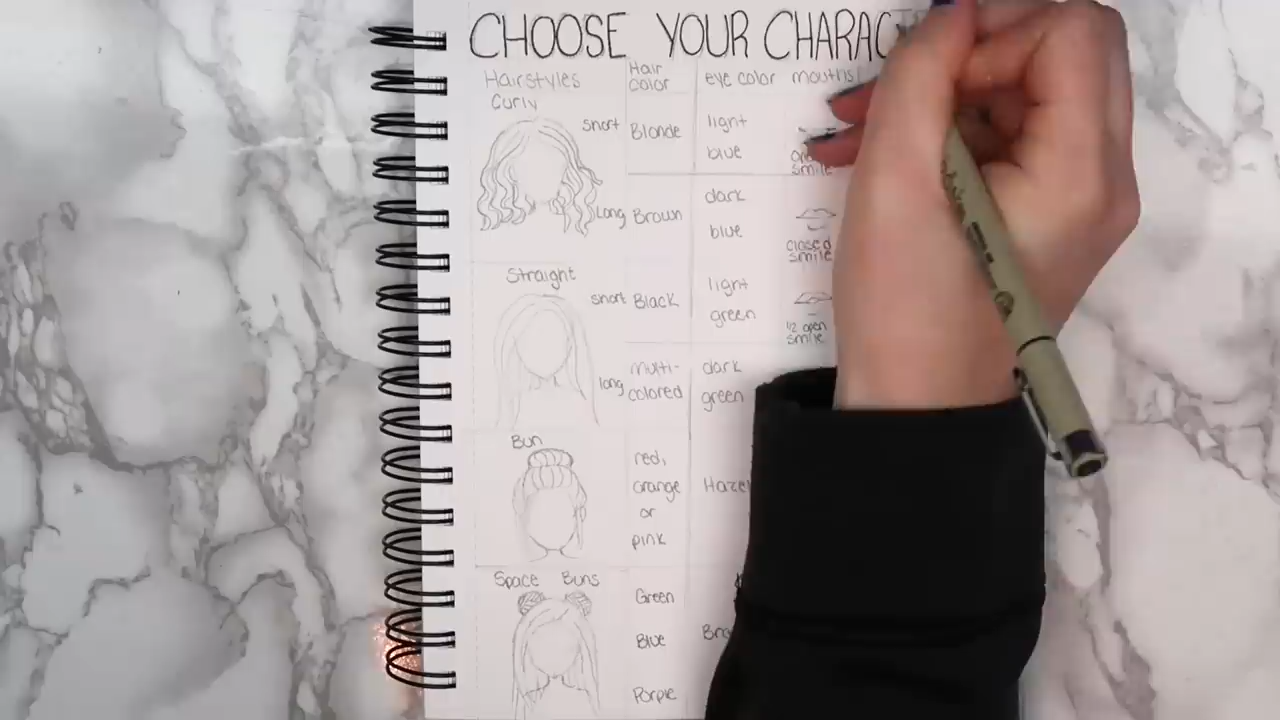 CHOOSE YOUR CHARAC
Hairstyles
Hair color
eye color
mouths
Curly
short
long
Blonde
light
blue
smile
Brown
dark
blue
closed
smile
Straight
short
long
Black
light
green
1/2 open
smile
multi-
colored
dark
green
Bun
red,
orange
or
pink
Hazel
Space Buns
Green
Blue
Purple